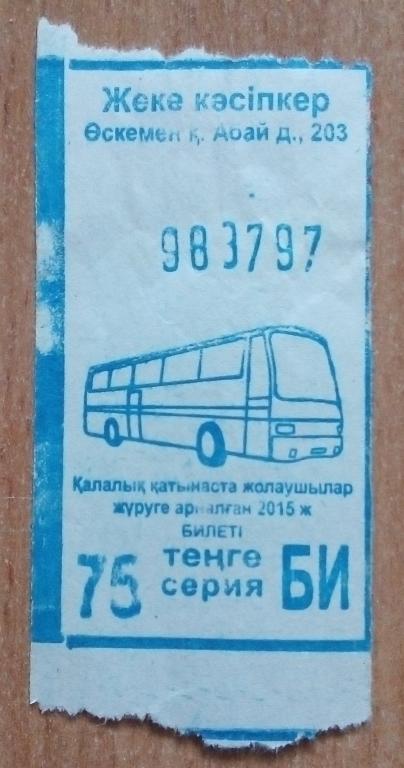 Жеке кәсіпкер
Өскемен қ. Абай д., 203
983797
Қалалық қатынаста жолаушылар
жүруге арналған 2015 ж
БИЛЕТІ
75 теңге серия БИ